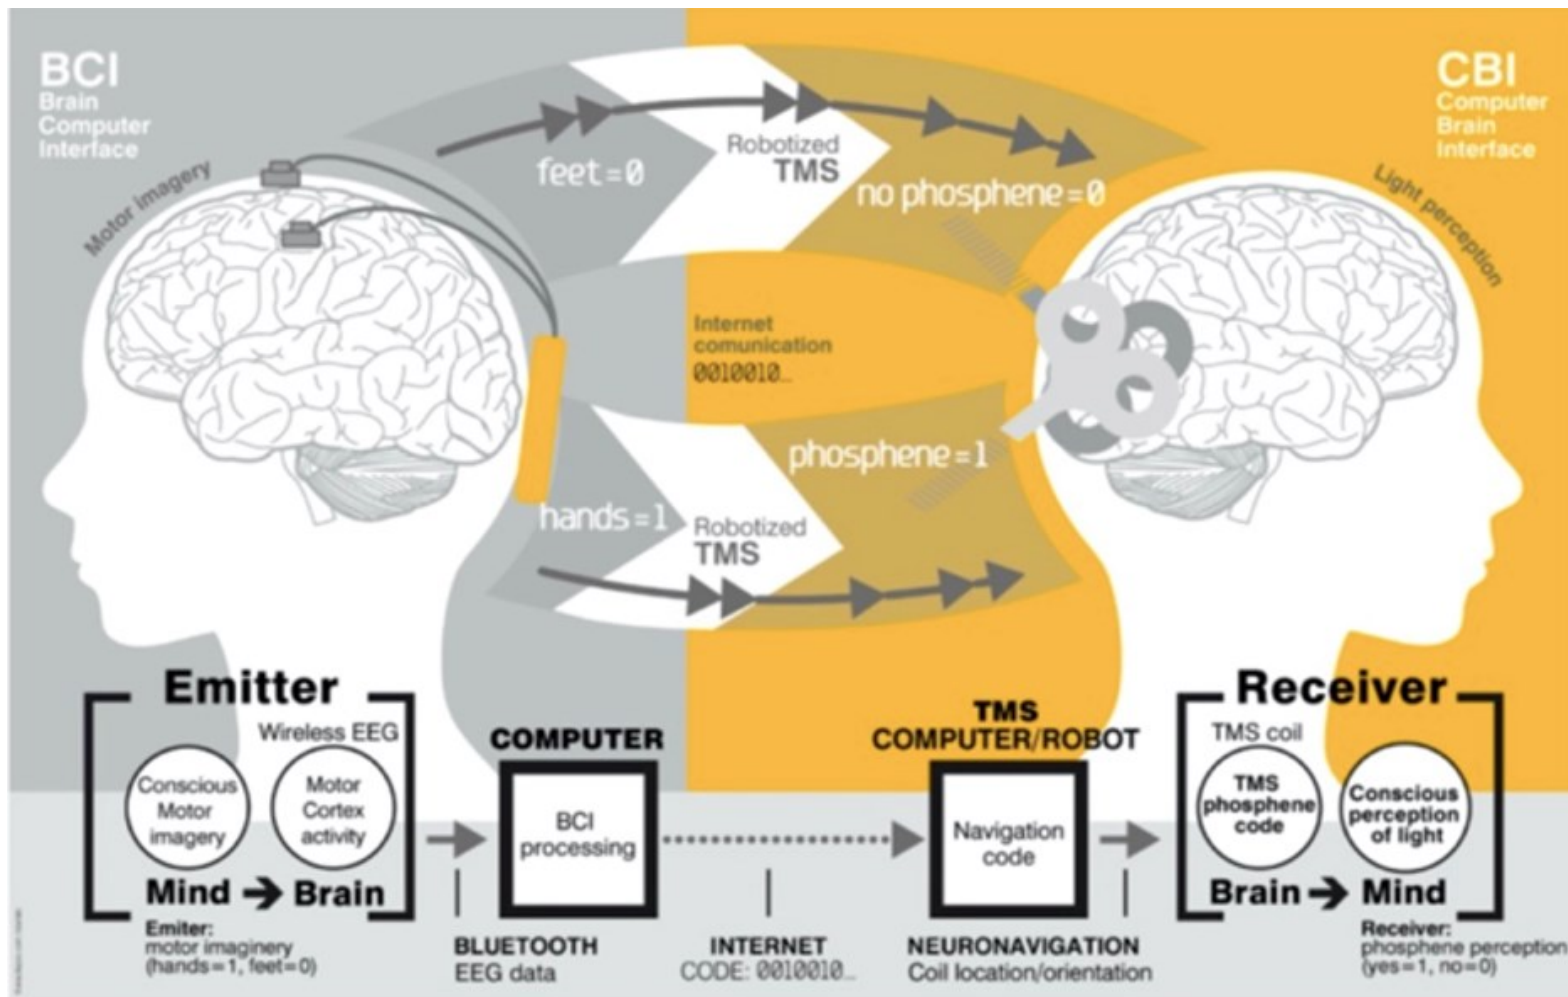 BCI
Brain
Computer
Interface
CBI
Computer
Brain
Interface
Motor imagery
Light perception
feet=0
Robotized
TMS
no phosphene=0
Internet
comunication
0010010...
phosphene=1
hands=1
Robotized
TMS
Emitter
Wireless EEG
Conscious
Motor
imagery
Motor
Cortex
activity
Mind → Brain
Emiter:
motor imaginery
(hands=1, feet=0)
COMPUTER
BCI
processing
BLUETOOTH
EEG data
INTERNET
CODE: 0010010...
TMS
COMPUTER/ROBOT
Navigation
code
NEURONAVIGATION
Coil location/orientation
Receiver
TMS coil
TMS
phosphene
code
Conscious
perception
of light
Brain → Mind
Receiver:
phosphene perception
(yes=1, no=0)